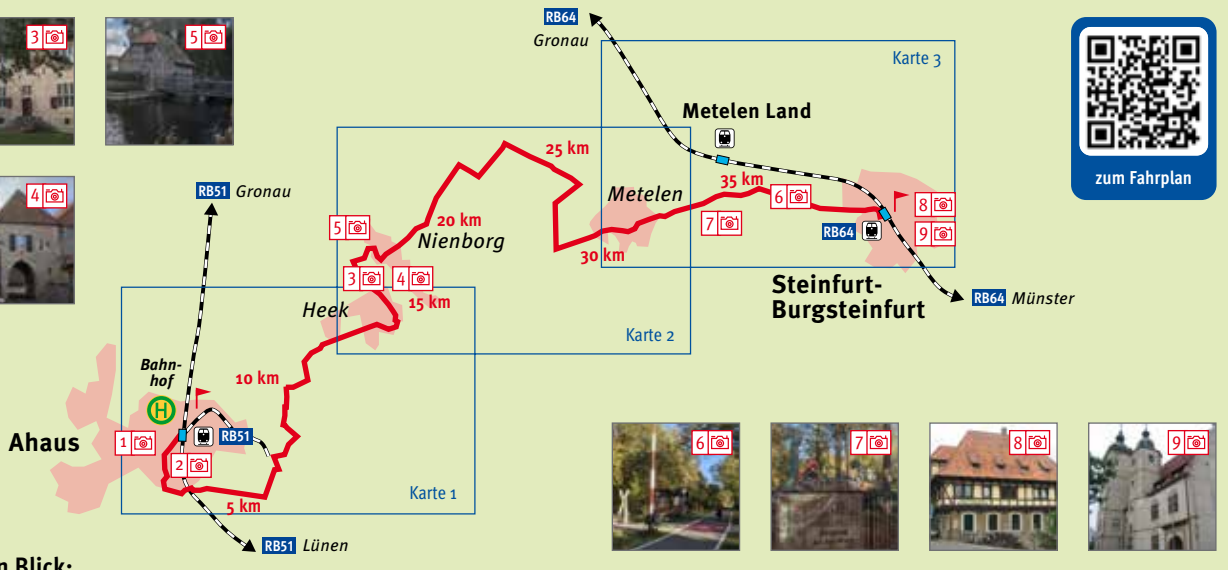 3
5
4
RB64
Gronau
Karte 3
Metelen Land
zum Fahrplan
25 km
Metelen
35 km
6
7
8
RB64
9
30 km
Steinfurt-
Burgsteinfurt
RB64 Münster
RB51 Gronau
5
20 km
Nienborg
3
4
15 km
Heek
Karte 2
Bahn-
hof
H
10 km
Ahaus
1
RB51
2
Karte 1
5 km
RB51 Lünen
6
7
8
9
n Blick: